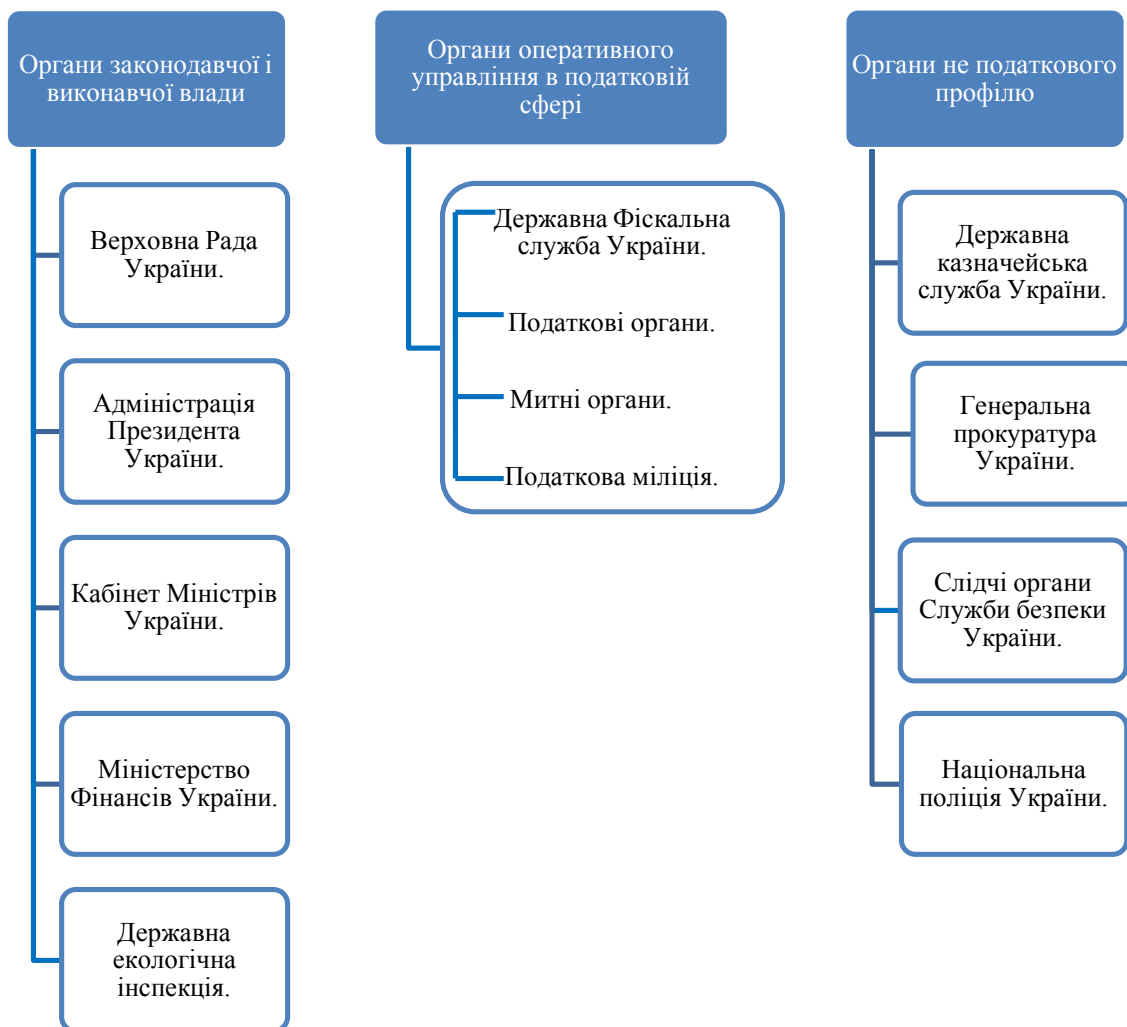 Органи законодавчої і
виконавчої влади
Верховна Рада
України.
Адміністрація
Президента
України.
Кабінет Міністрів
України.
Міністерство
Фінансів України.
Державна
екологічна
інспекція.
Органи оперативного
управління в податковій
сфері
Державна Фіскальна
служба України.
Податкові органи.
Митні органи.
Податкова міліція.
Органи не податкового
профілю
Державна
казначейська
служба України.
Генеральна
прокуратура
України.
Слідчі органи
Служби безпеки
України.
Національна
поліція України.